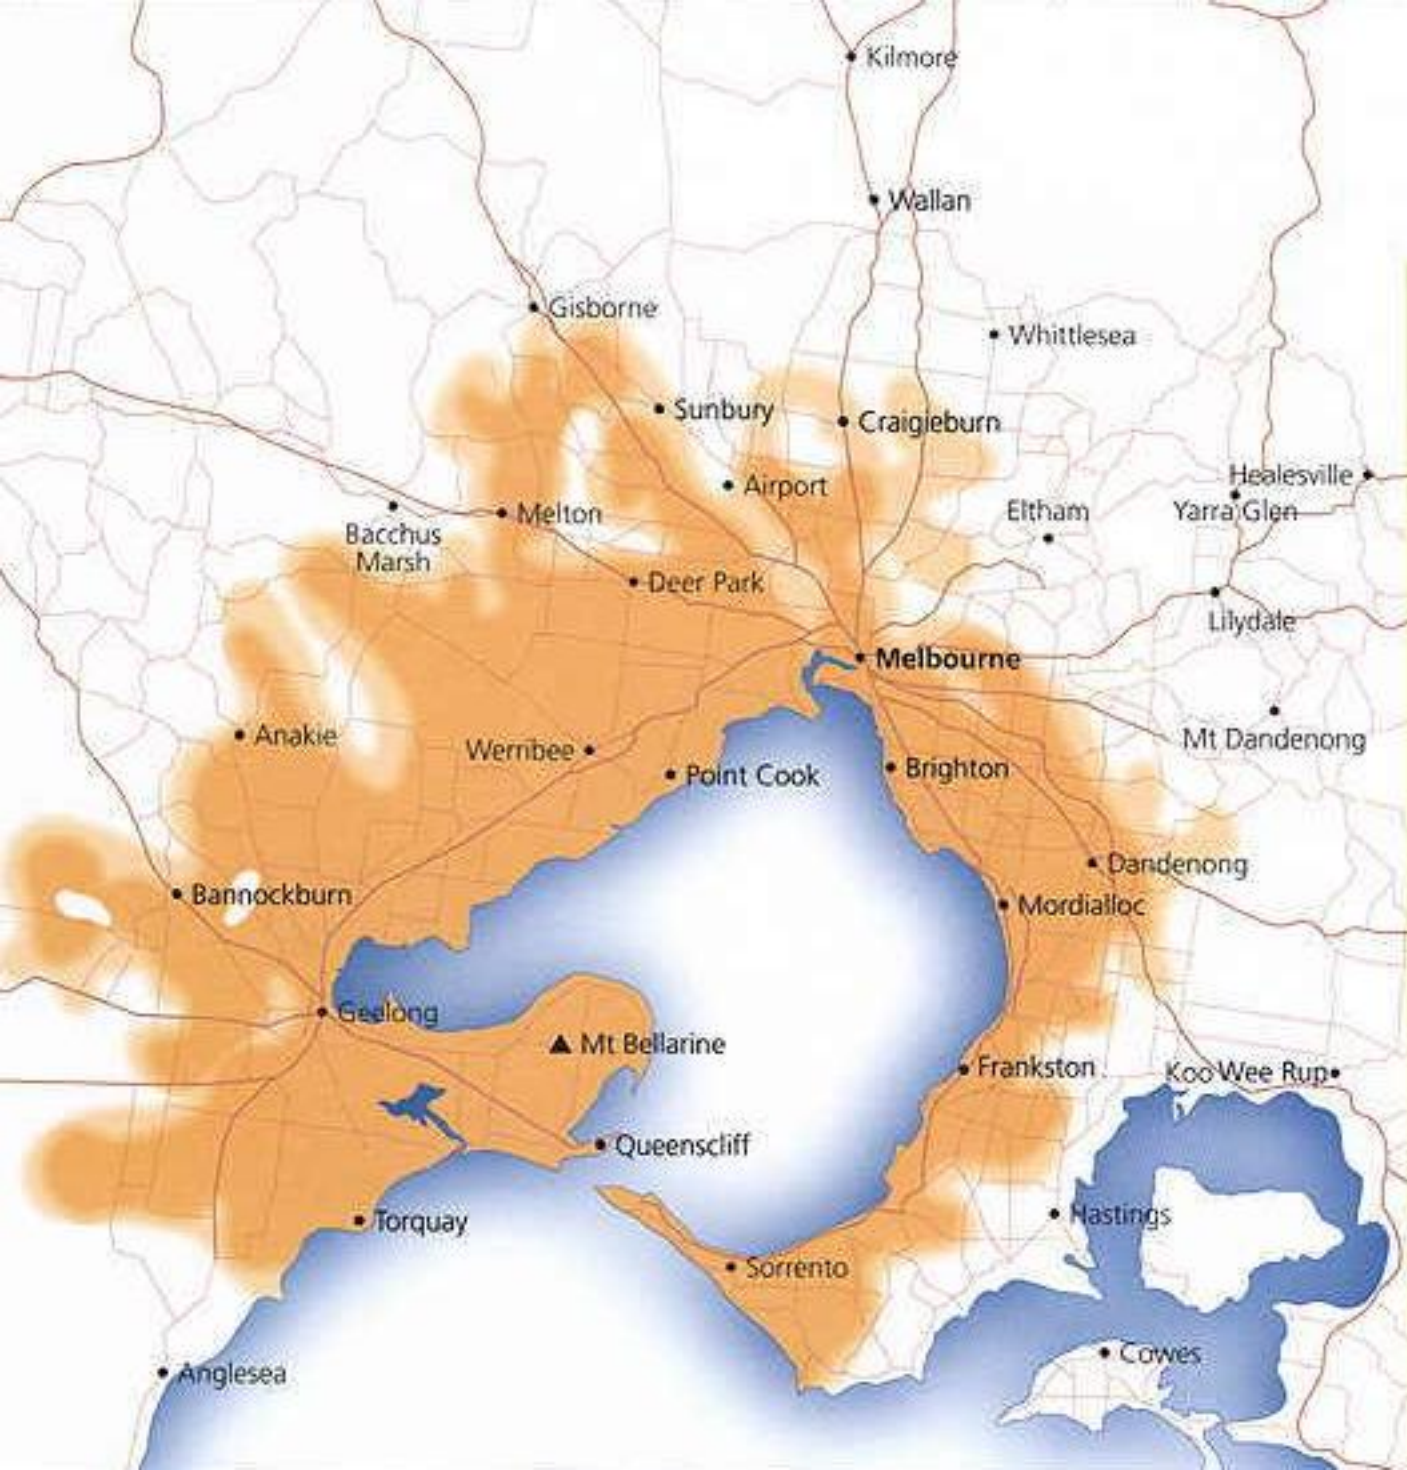 Kilmore
Wallan
Gisborne
Whittlesea
Sunbury
Craigieburn
Healesville
Airport
Yarra Glen
Eltham
Melton
Bacchus
Marsh
Deer Park
Lilydale
Melbourne
Anakie
Mt Dandenong
Werribee
Point Cook
Brighton
Dandenong
Bannockburn
Mordialloc
Geelong
Mt Bellarine
Frankston
Koo Wee Rup
Queenscliff
Torquay
Hastings
Sorrento
Cowes
Anglesea